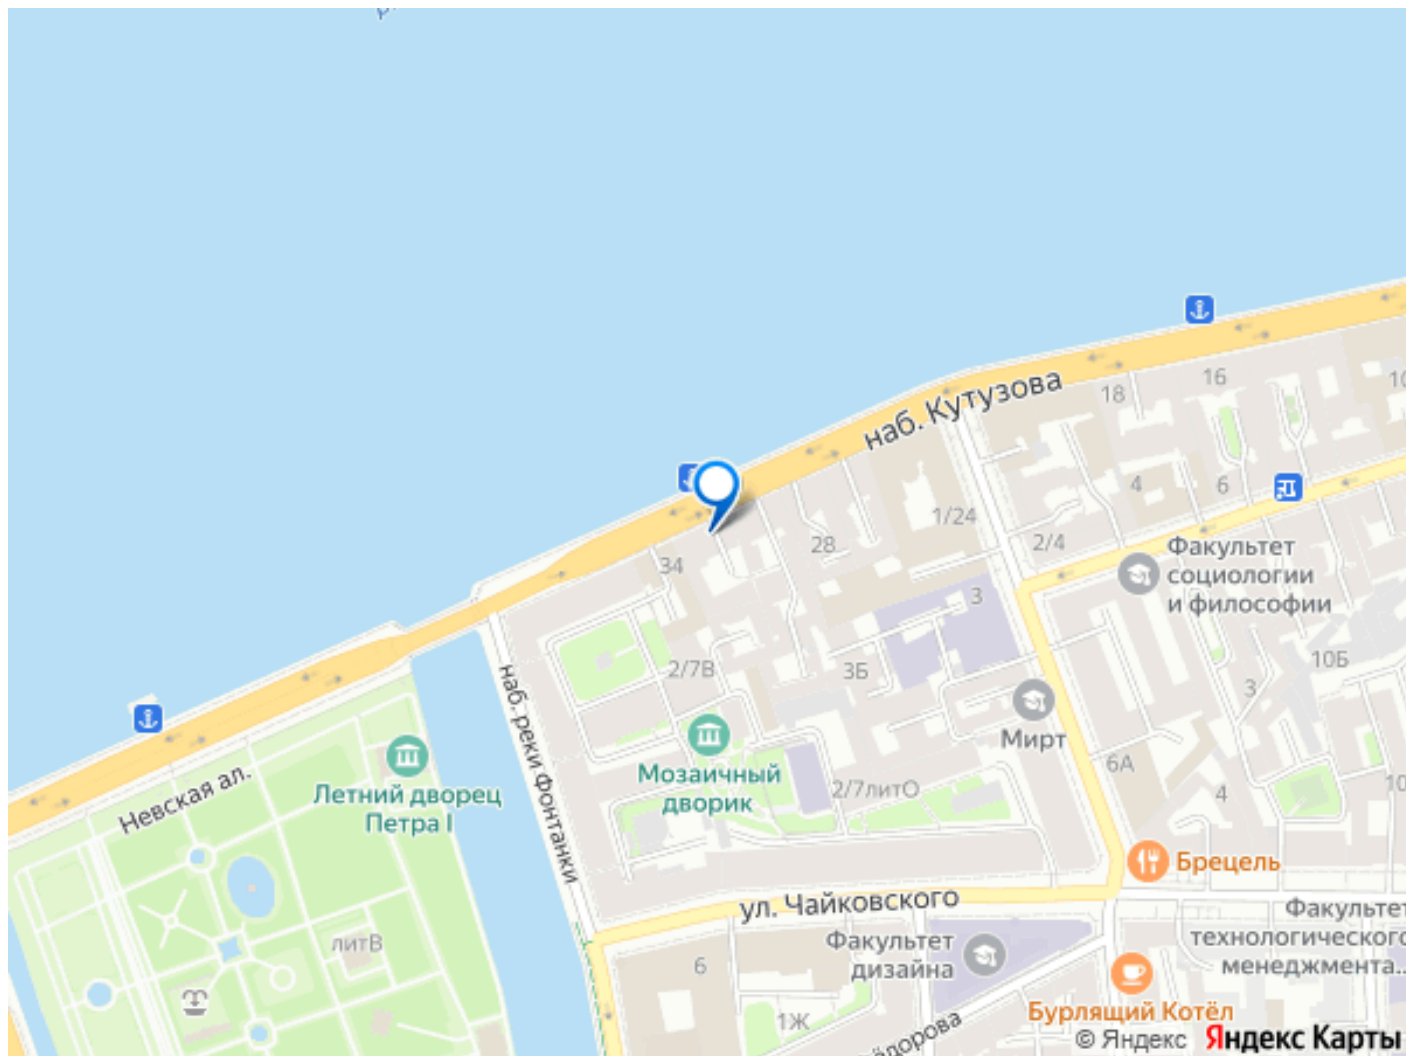 наб. Кутузова
18
16
10
4
6
1/24
2/4
28
34
Факультет
социологии
и философии
3
3Б
2/7В
10Б
3
Мирт
6А
4
10
наб. реки Фонтанки
Мозаичный
дворик
2/7литО
Летний дворец
Петра I
Невская ал.
Брецель
ул. Чайковского
Факультет
технологического
менеджмента...
Факультет
дизайна
литВ
6
1Ж
Бурлящий Котёл
© Яндекс Яндекс Карты